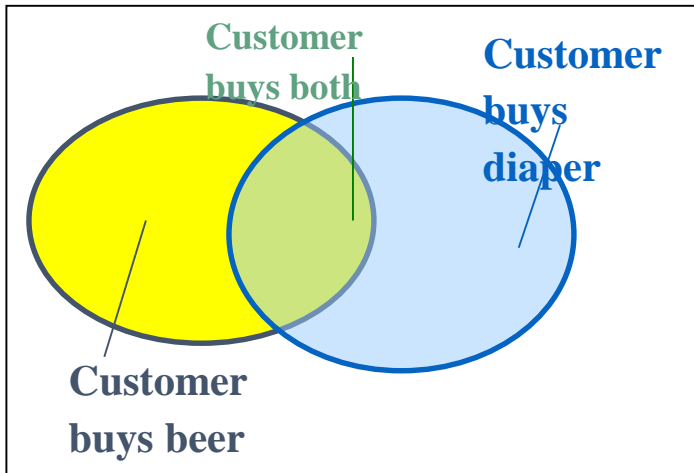 Customer
buys both
Customer
buys
diaper
Customer
buys beer